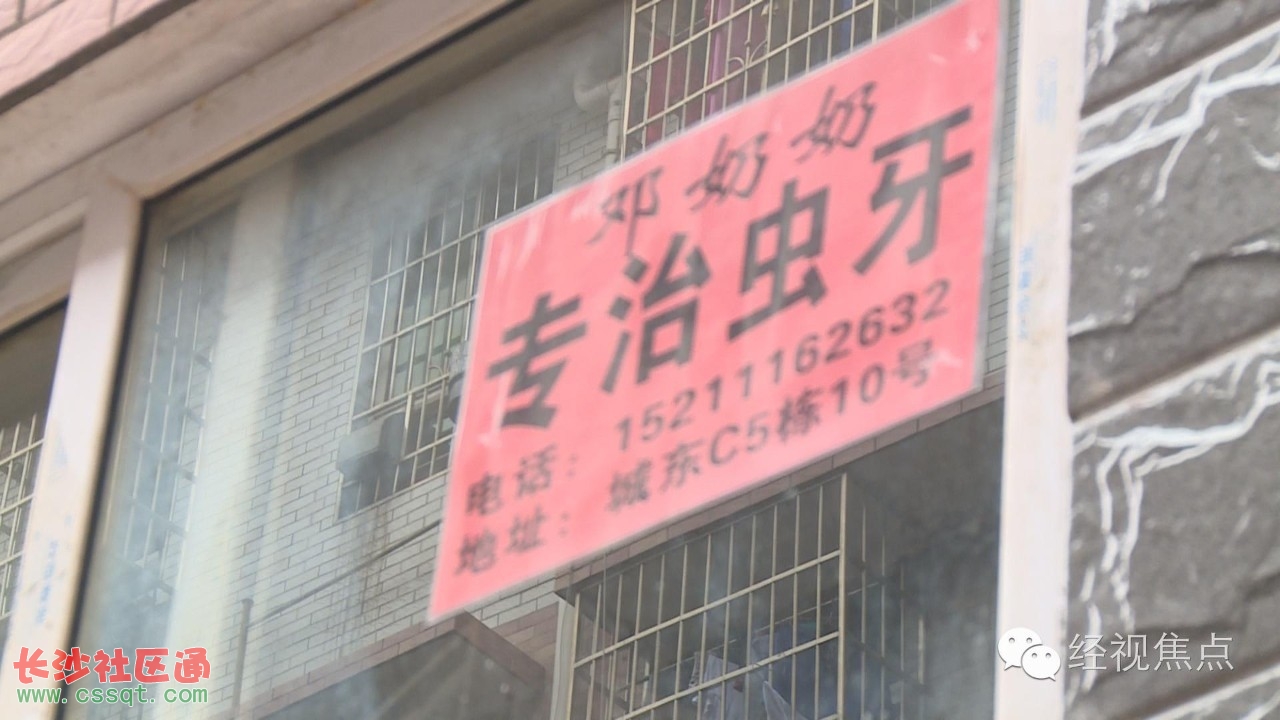 邓奶奶
专治虫牙
电话：15211162632
地址：城东C5栋10号
长沙社区通
www.cssqt.com
经视焦点